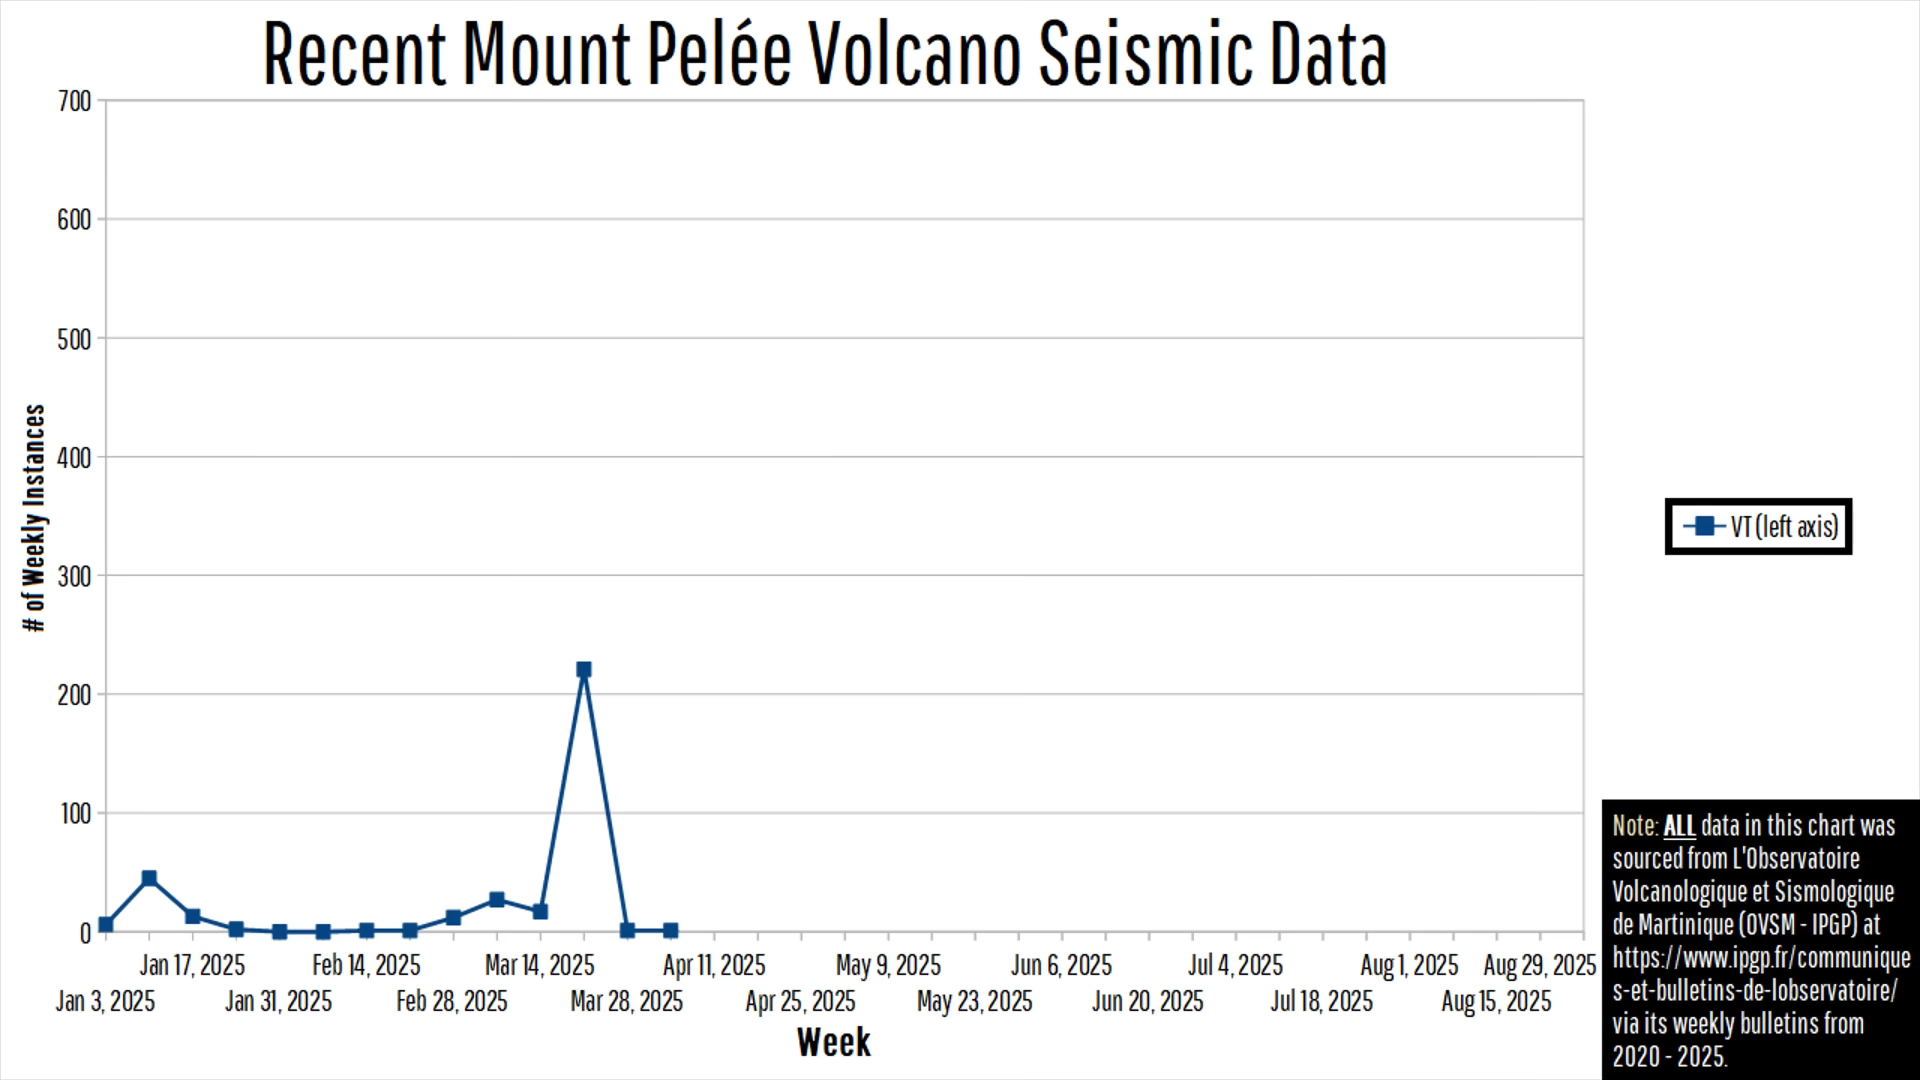 Recent Mount Pelée Volcano Seismic Data
700
600
500
400
300
200
100
0
# of Weekly Instances
Jan 17, 2025
Feb 14, 2025
Mar 14, 2025
Apr 11, 2025
May 9, 2025
Jun 6, 2025
Jul 4, 2025
Aug 1, 2025
Aug 29, 2025
Jan 3, 2025
Jan 31, 2025
Feb 28, 2025
Mar 28, 2025
Apr 25, 2025
May 23, 2025
Jun 20, 2025
Jul 18, 2025
Aug 15, 2025
Week
VT (left axis)
Note: ALL data in this chart was
sourced from L'Observatoire
Volcanologique et Sismologique
de Martinique (OVSM - IPGP) at
https://www.ipgp.fr/communique
s-et-bulletins-de-lobservatoire/
via its weekly bulletins from
2020 - 2025.